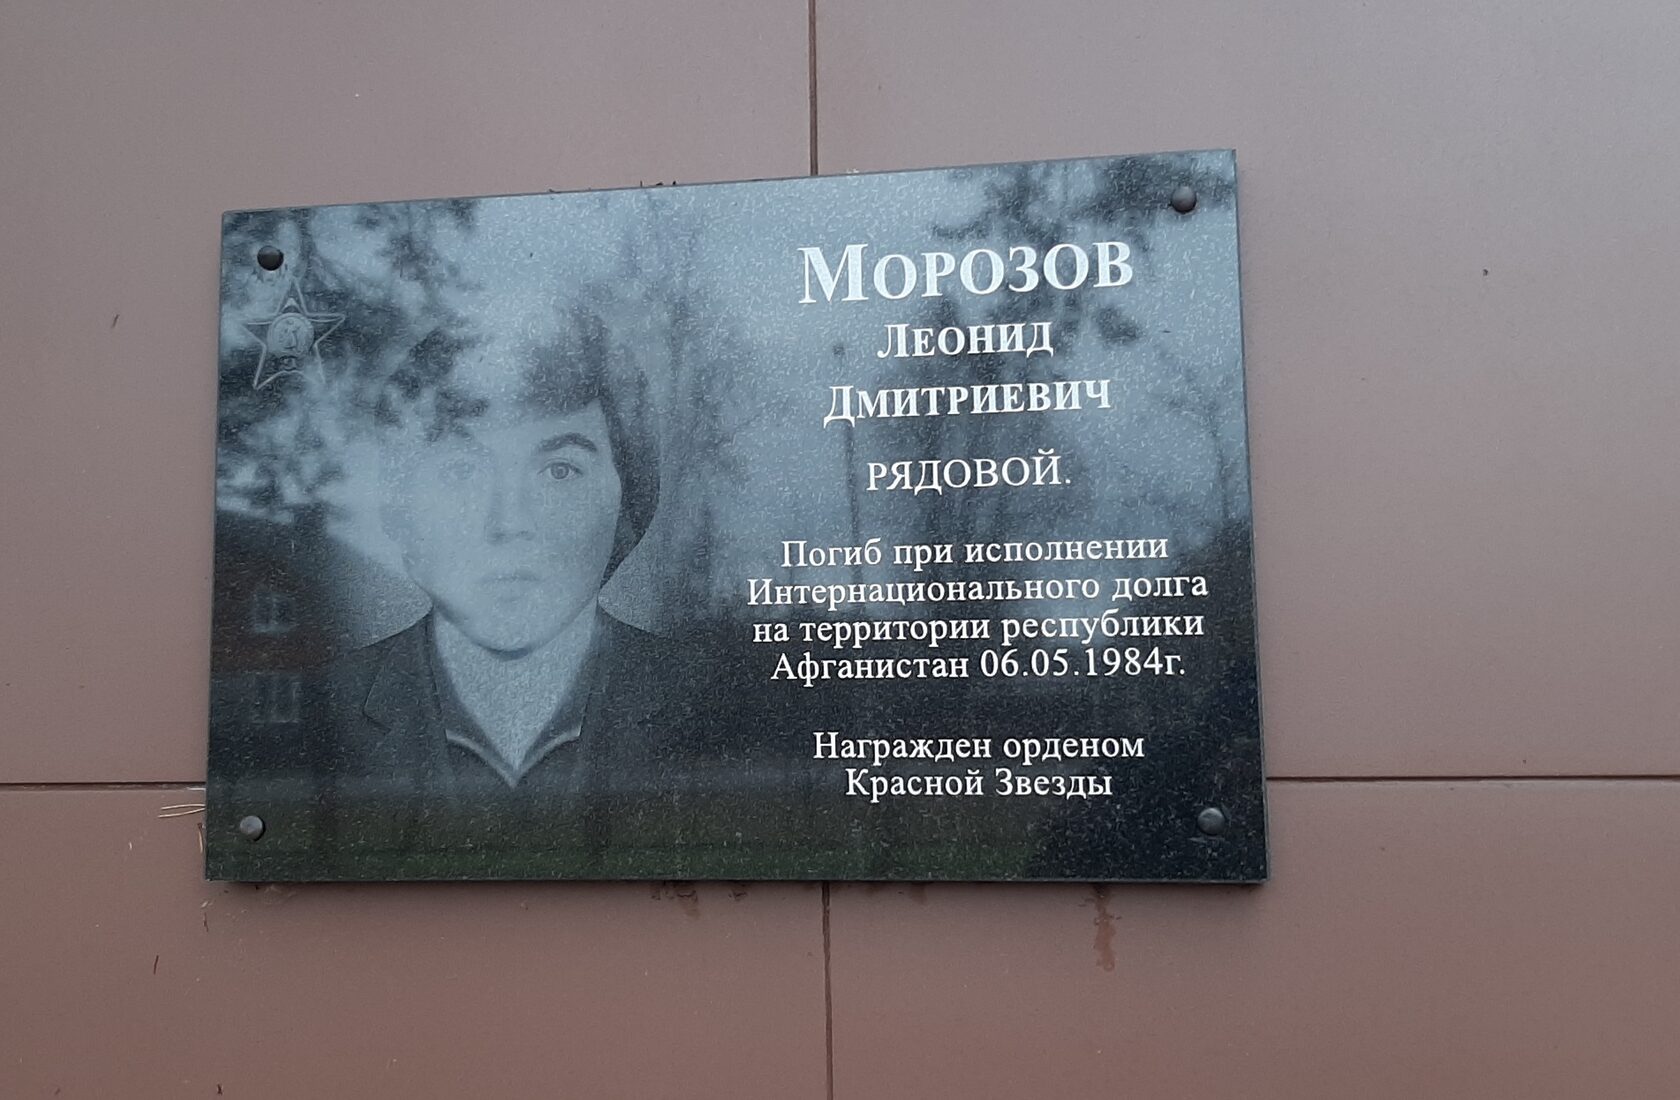 МОРОЗОВ
ЛЕОНИД
ДМИТРИЕВИЧ
РЯДОВОЙ.
Погиб при исполнении
Интернационального долга
на территории республики
Афганистан 06.05.1984г.
Награжден орденом
Красной Звезды